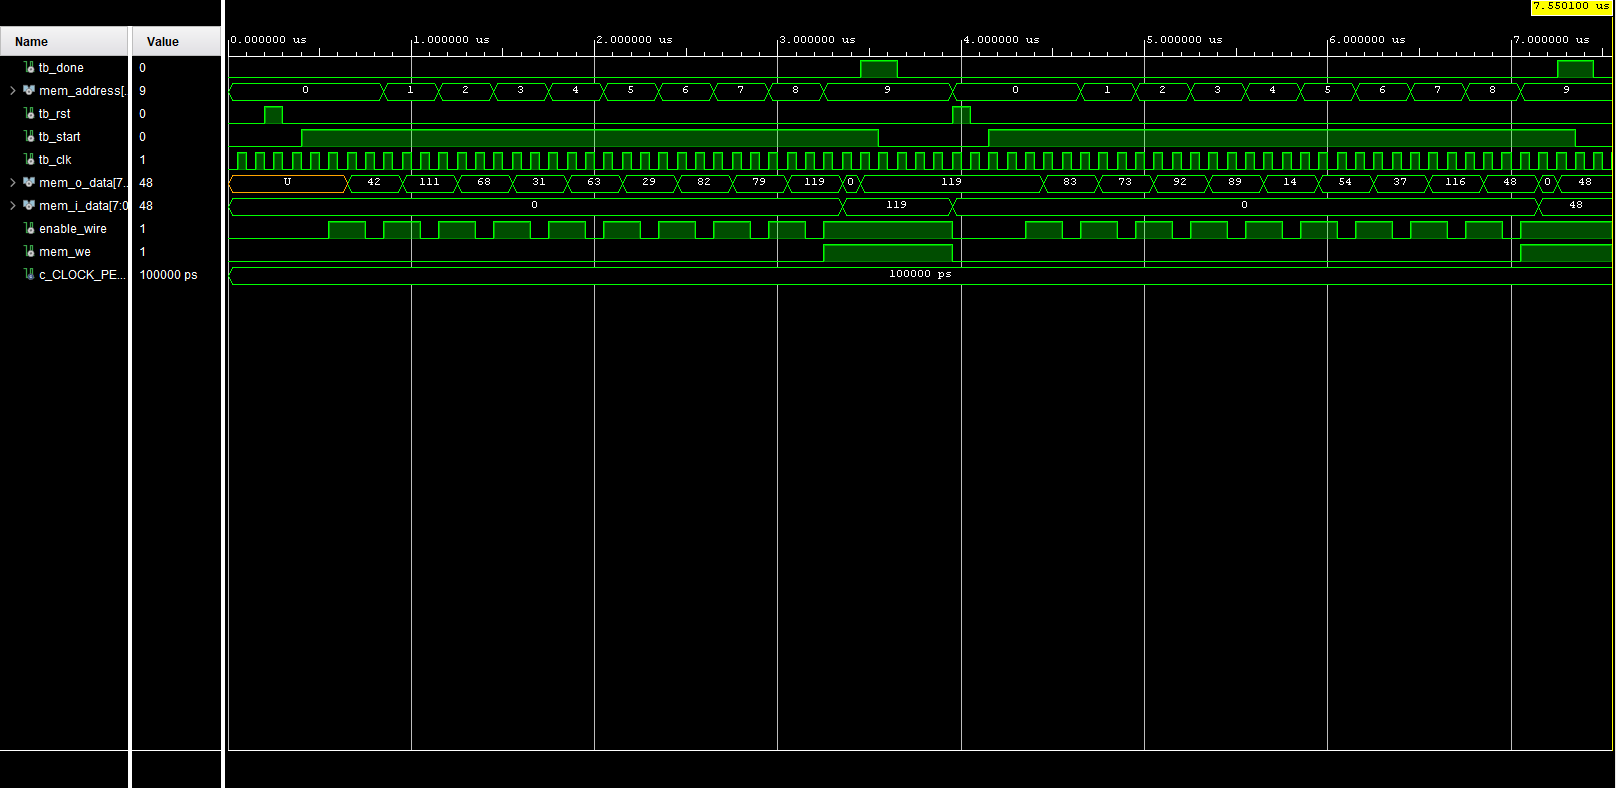 7.550100 us
Name Value
0.000000 us 1.000000 us 2.000000 us 3.000000 us 4.000000 us 5.000000 us 6.000000 us 7.000000 us
tb_done 0
mem_address[... 9 0 1 2 3 4 5 6 7 8 9 0 1 2 3 4 5 6 7 8 9
tb_rst 0
tb_start 0
tb_clk 1
mem_o_data[7... 48 U 42 111 68 31 63 29 82 79 119 0 119 83 73 92 89 14 54 37 116 48 0 48
mem_i_data[7:0 48 0 119 0 48
enable_wire 1
mem_we 1
c_CLOCK_PE... 100000 ps 100000 ps